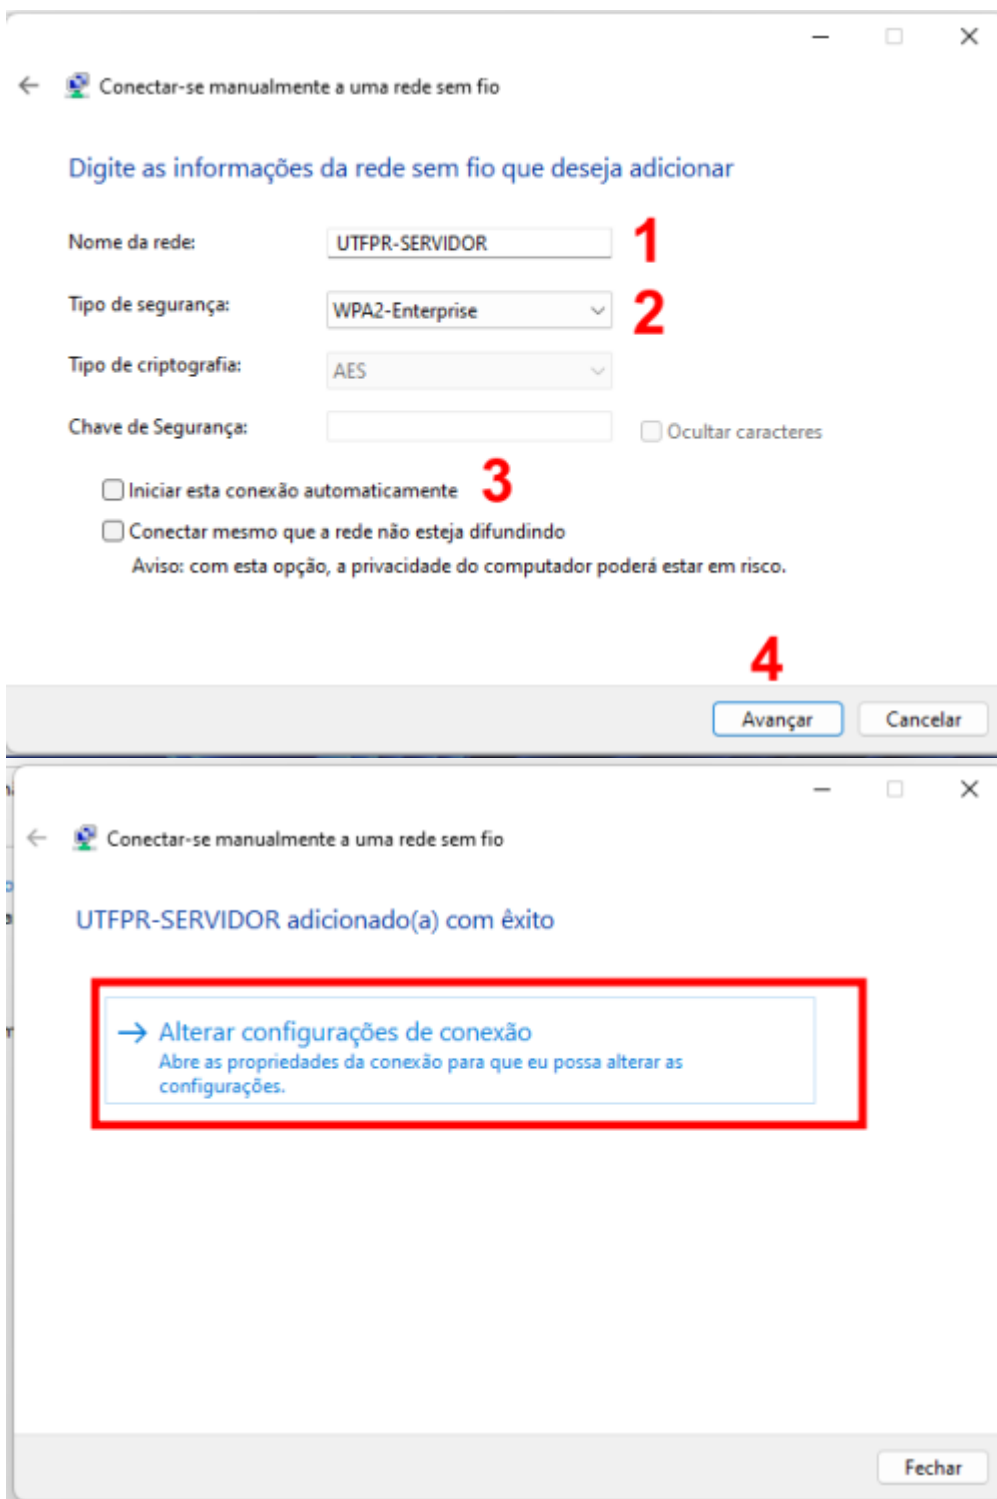 Conectar-se manualmente a uma rede sem fio
Digite as informações da rede sem fio que deseja adicionar
Nome da rede: UTFPR-SERVIDOR 1
Tipo de segurança: WPA2-Enterprise 2
Tipo de criptografia: AES
Chave de Segurança: Ocultar caracteres
Iniciar esta conexão automaticamente 3
Conectar mesmo que a rede não esteja difundindo
Aviso: com esta opção, a privacidade do computador poderá estar em risco.
4
Avançar Cancelar
Conectar-se manualmente a uma rede sem fio
UTFPR-SERVIDOR adicionado(a) com êxito
Alterar configurações de conexão
Abre as propriedades da conexão para que eu possa alterar as
configurações.
Fechar